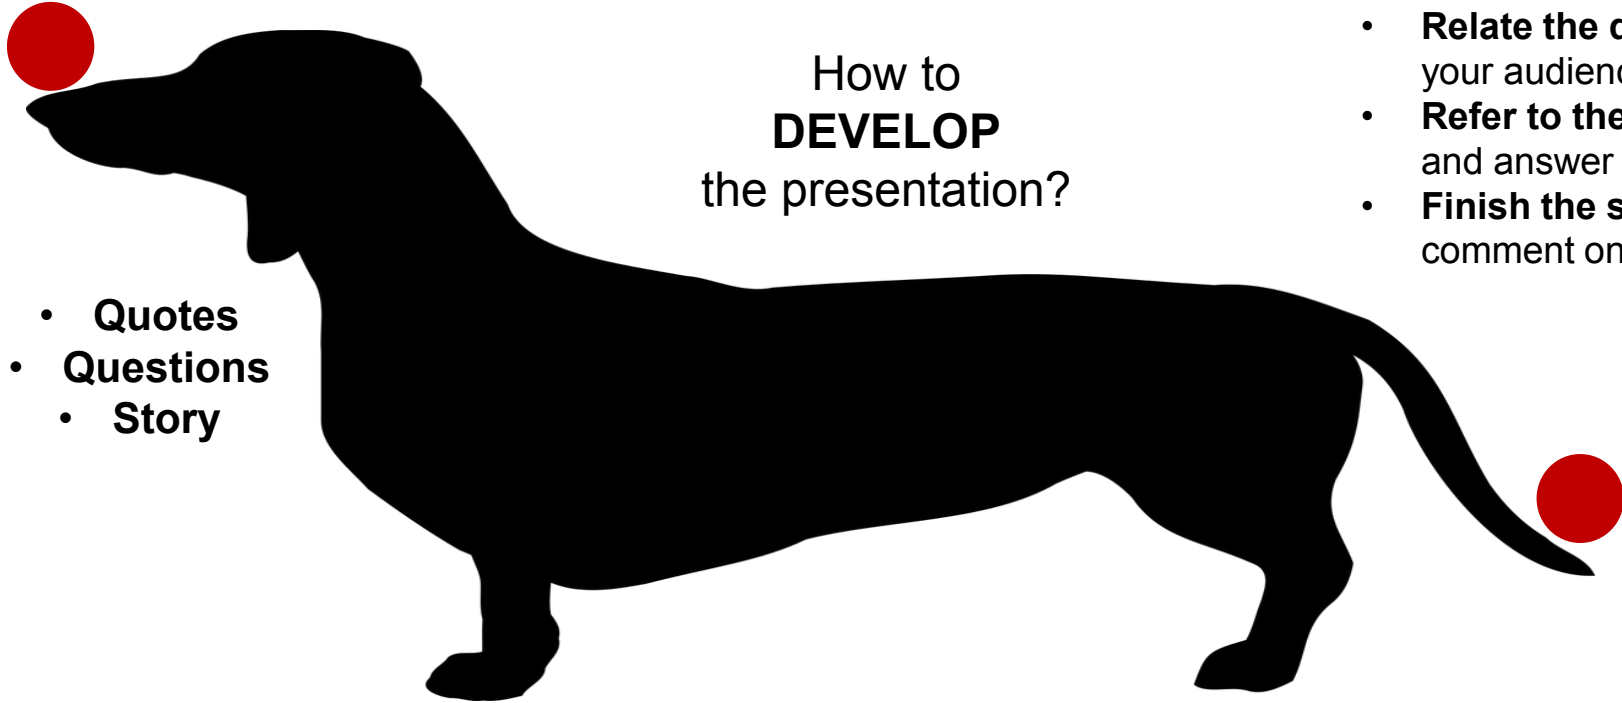 How to
DEVELOP
the presentation?
• Quotes
• Questions
• Story
• Relate the
your
• Refer to the
and answer
• Finish the
comment on